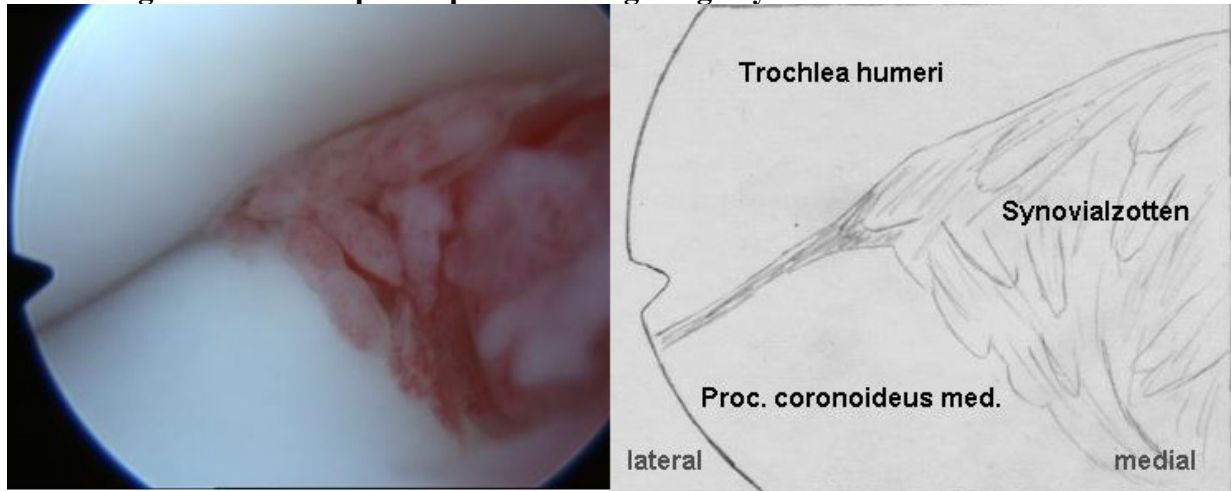 Trochlea humeri
Synovialzotten
Proc. coronoideus med.
lateral
medial